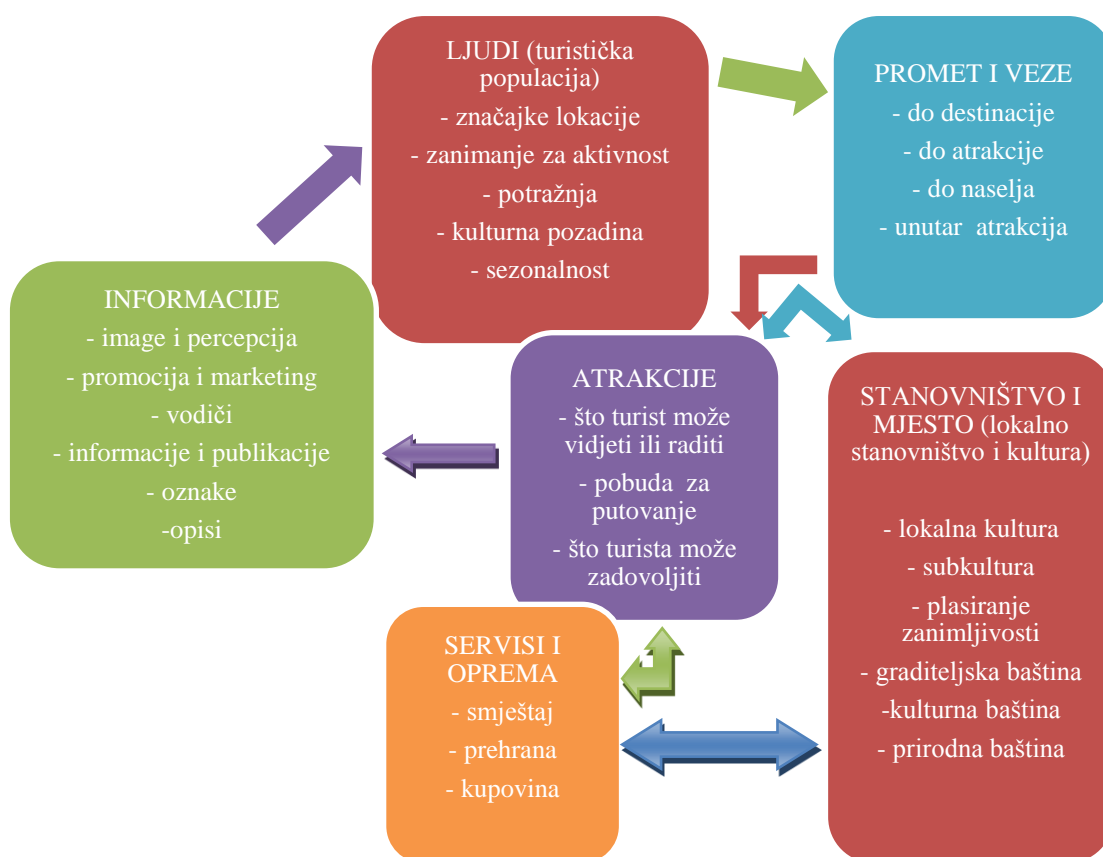 LJUDI (turistička
populacija)
- značajke lokacije
- zanimanje za aktivnost
- potražnja
- kulturna pozadina
- sezonalnost
PROMET I VEZE
- do destinacije
- do atrakcije
- do naselja
- unutar atrakcija
INFORMACIJE
- image i percepcija
- promocija i marketing
- vodiči
- informacije i publikacije
- oznake
-opisi
ATRAKCIJE
- što turist može
vidjeti ili raditi
- pobuda za
putovanje
- što turista može
zadovoljiti
STANOVNIŠTVO I
MJESTO (lokalno
stanovništvo i kultura)
- lokalna kultura
- subkultura
- plasiranje
zanimljivosti
- graditeljska baština
-kulturna baština
- prirodna baština
SERVISI I
OPREMA
- smještaj
- prehrana
- kupovina